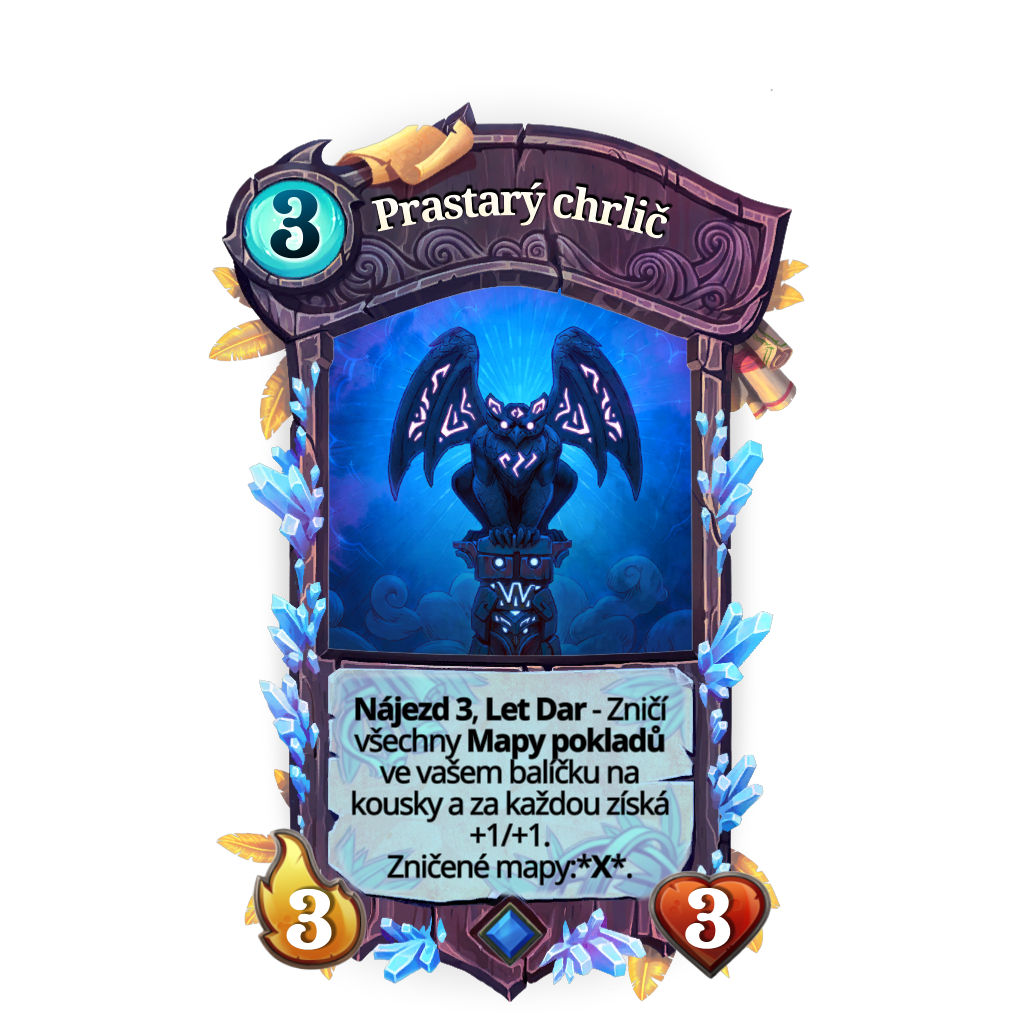 3
Prastarý chrlič
Nájezd 3, Let Dar - Zničí
všechny Mapy pokladů
ve vašem balíčku na
kousky a za každou získá
+1/+1.
Zničené mapy:*X*.
3
3